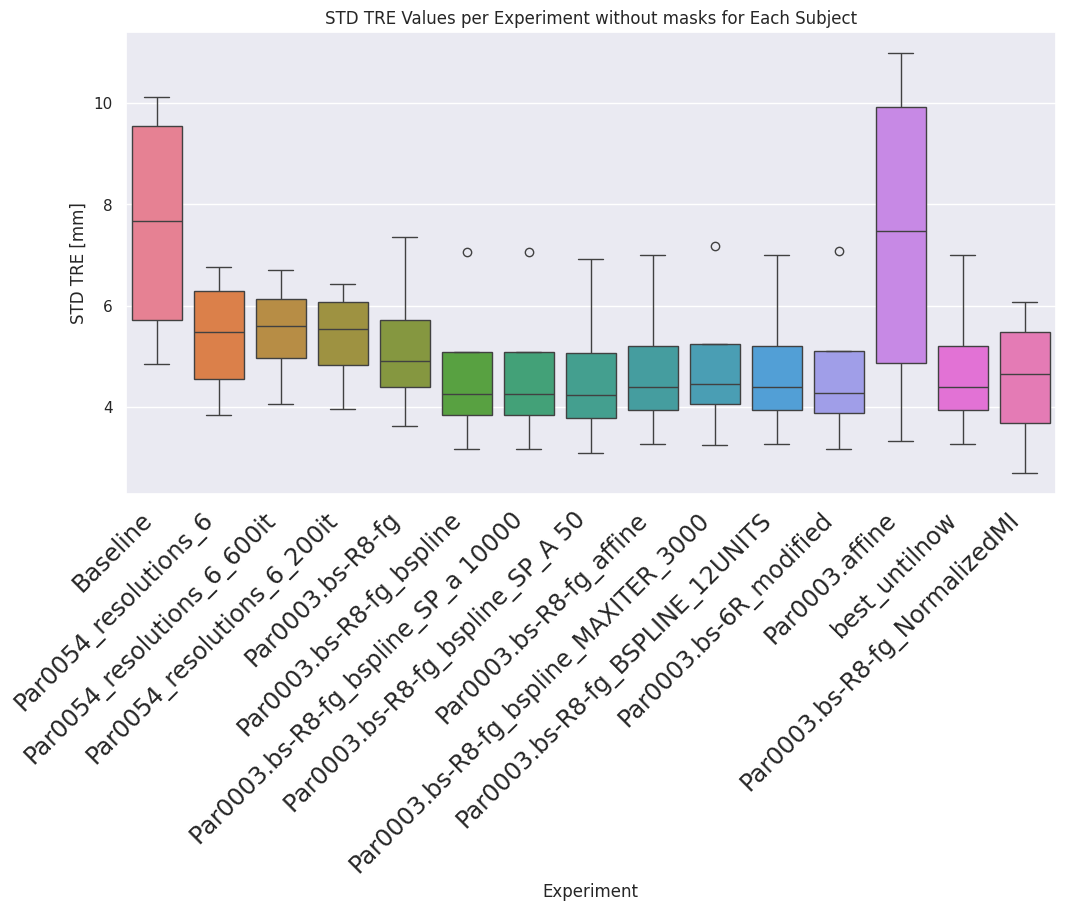 STD TRE Values per Experiment without masks for Each Subject
STD TRE [mm]
10
8
6
4
Baseline
Par0054_resolutions_6
Par0054_resolutions_6_600it
Par0054_resolutions_6_200it
Par0003.bs-R8-fg
Par0003.bs-R8-fg_bspline
Par0003.bs-R8-fg_bspline_SP_a 10000
Par0003.bs-R8-fg_bspline_SP_A 50
Par0003.bs-R8-fg_affine
Par0003.bs-R8-fg_bspline_MAXITER_3000
Par0003.bs-R8-fg_BSPLINE_12UNITS
Par0003.bs-6R_modified
Par0003.affine
best_untilnow
Par0003.bs-R8-fg_NormalizedMI
Experiment